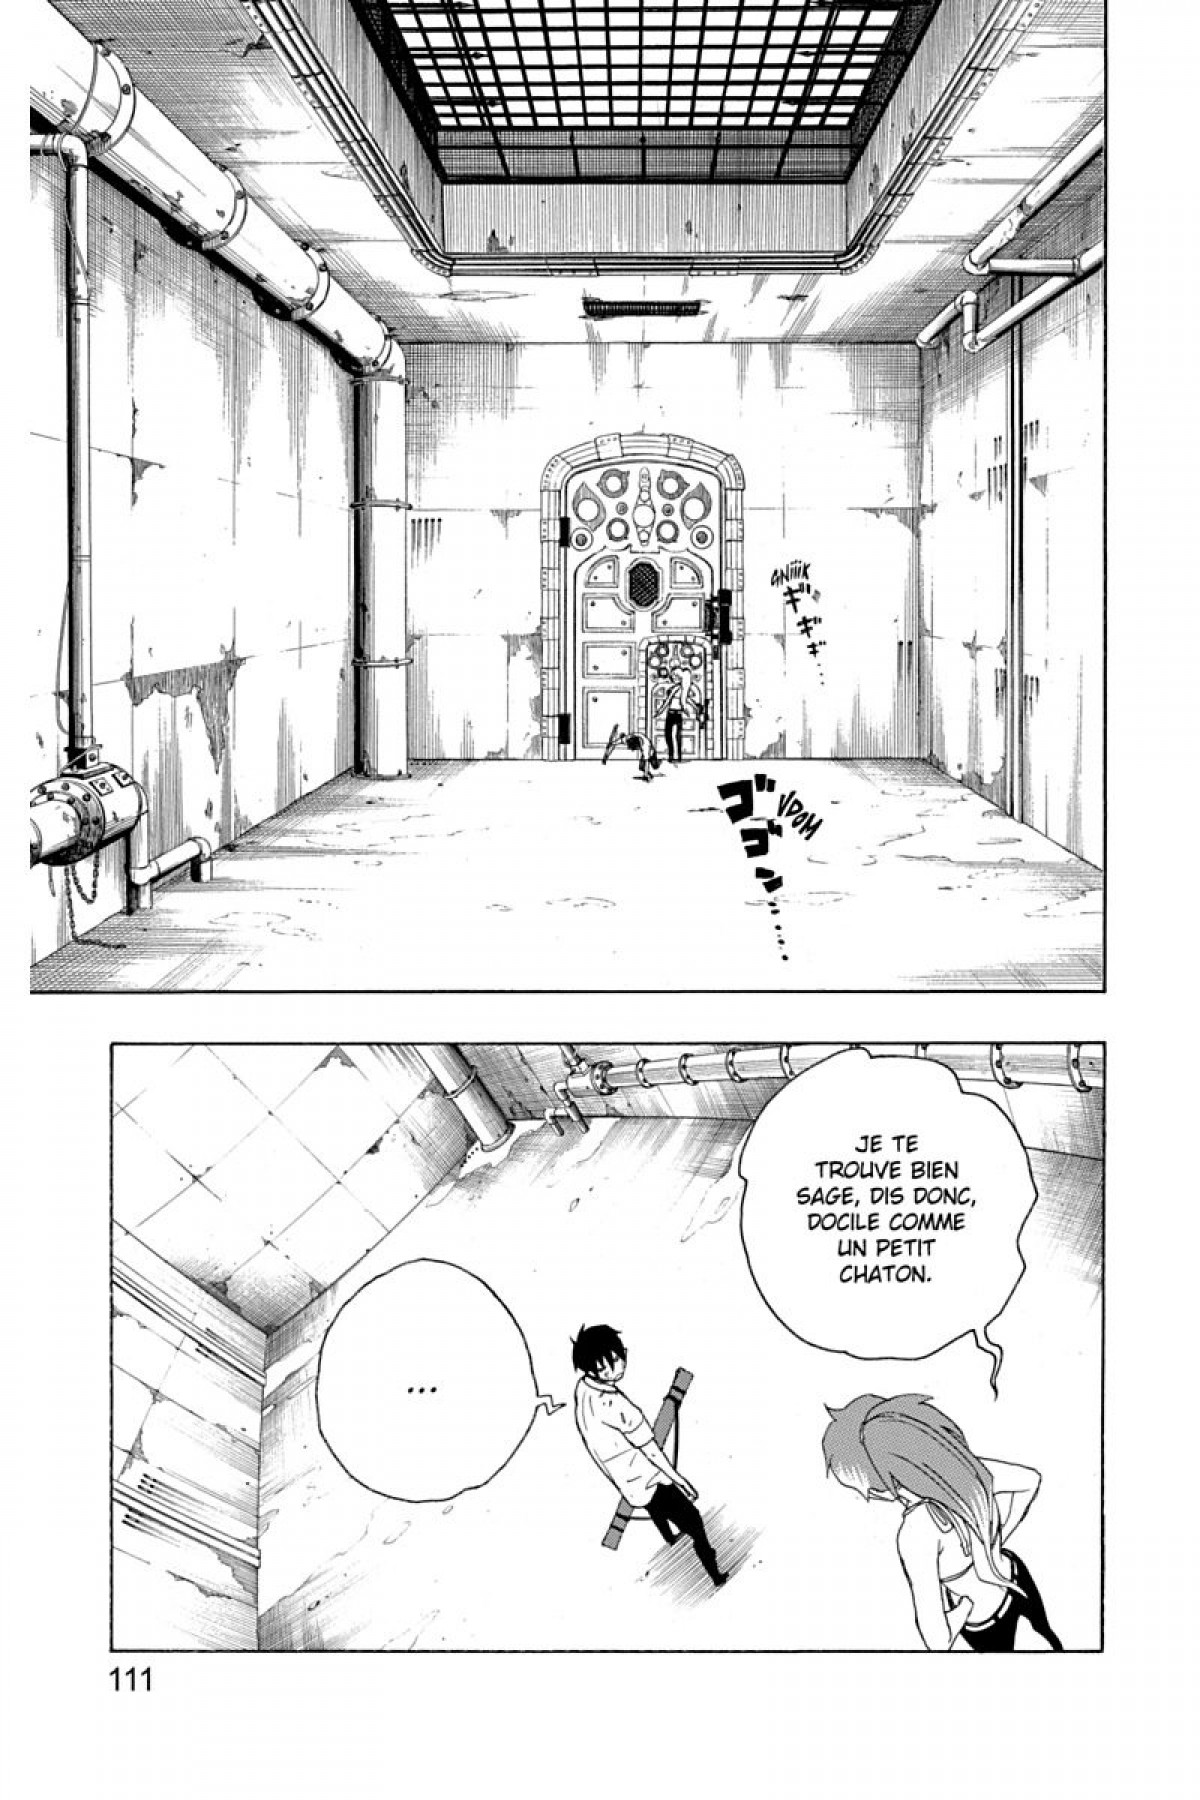 GNIIIK
ギ
ギ
ギ....
ゴ
ゴ
ン......
VDOM
JE TE
TROUVE BIEN
SAGE, DIS DONC,
DOCILE COMME
UN PETIT
CHATON.
...
111